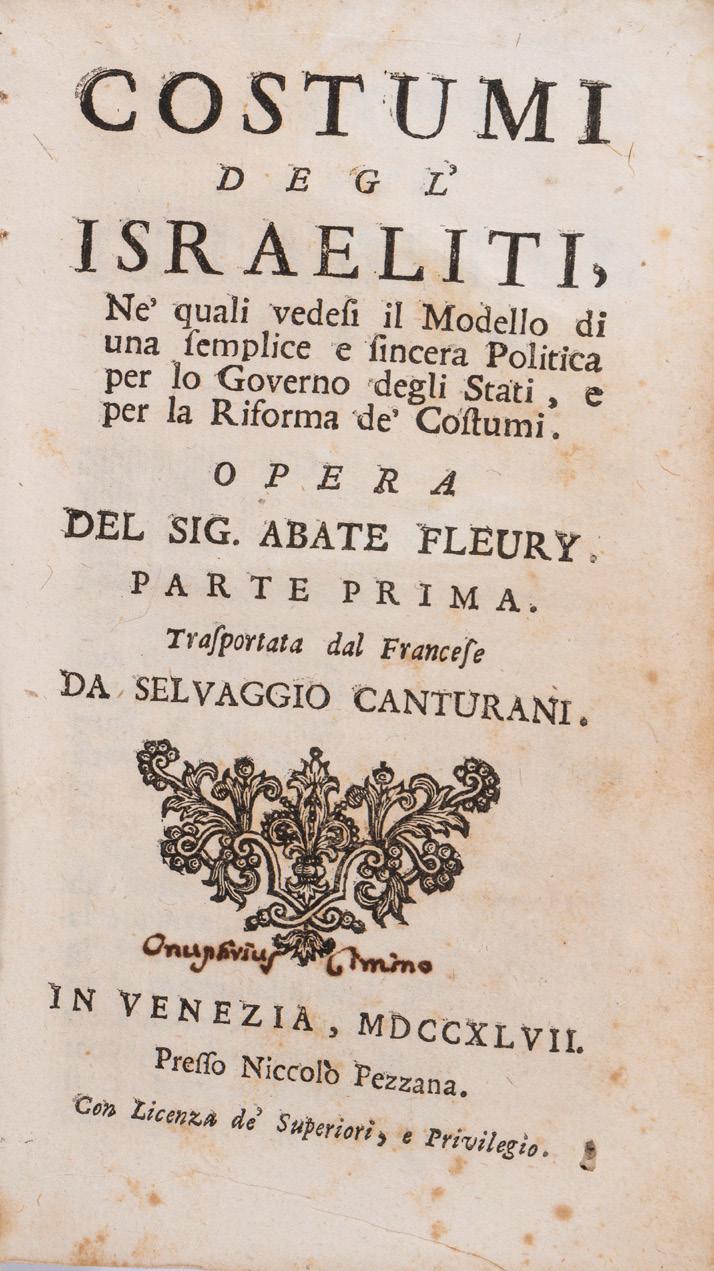 COSTUMI
DEGL'
ISRAELITI,
Ne' quali vedeſi il Modello di
una ſemplice e ſincera Politica
per lo Governo degli Stati, e
per la Riforma de' Coſtumi.
OPERA
DEL SIG. ABATE FLEURY.
PARTE PRIMA.
Traſportata dal Franceſe
DA SELVAGGIO CANTURANI.
Onuphrius Cimino
IN VENEZIA, MDCCXLVII.
Preſſo Niccolò Pezzana.
Con Licenza de' Superiori, e Privilegio.